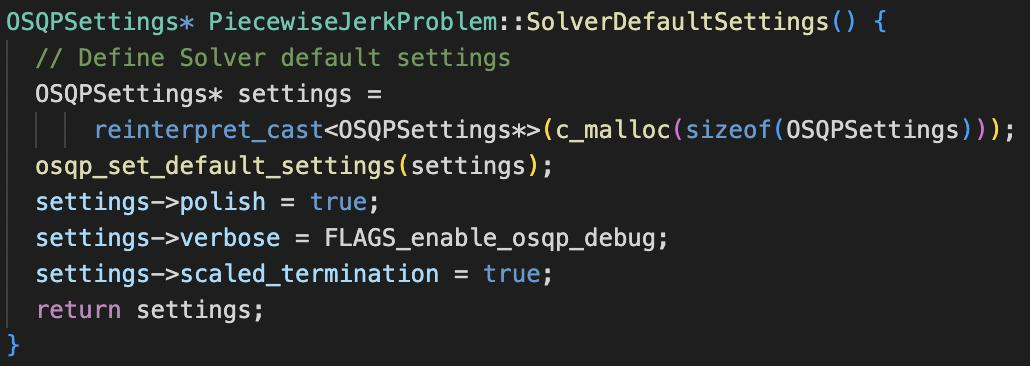 OSQPSettings* PiecewiseJerkProblem::SolverDefaultSettings() {
  // Define Solver default settings
  OSQPSettings* settings =
      reinterpret_cast<OSQPSettings*>(c_malloc(sizeof(OSQPSettings)));
  osqp_set_default_settings(settings);
  settings->polish = true;
  settings->verbose = FLAGS_enable_osqp_debug;
  settings->scaled_termination = true;
  return settings;
}